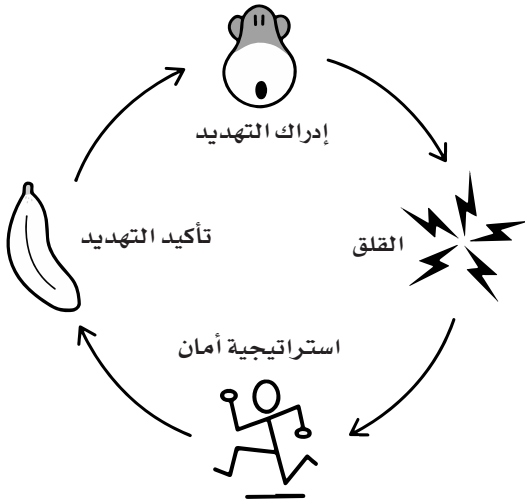 إدراك التهديد
القلق
استراتيجية أمان
تأكيد التهديد